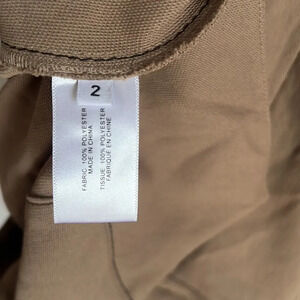 2
FABRIC: 100% POLYESTER
MADE IN CHINA
TISSUE: 100% POLYESTER
FABRIQUÉ EN CHINE